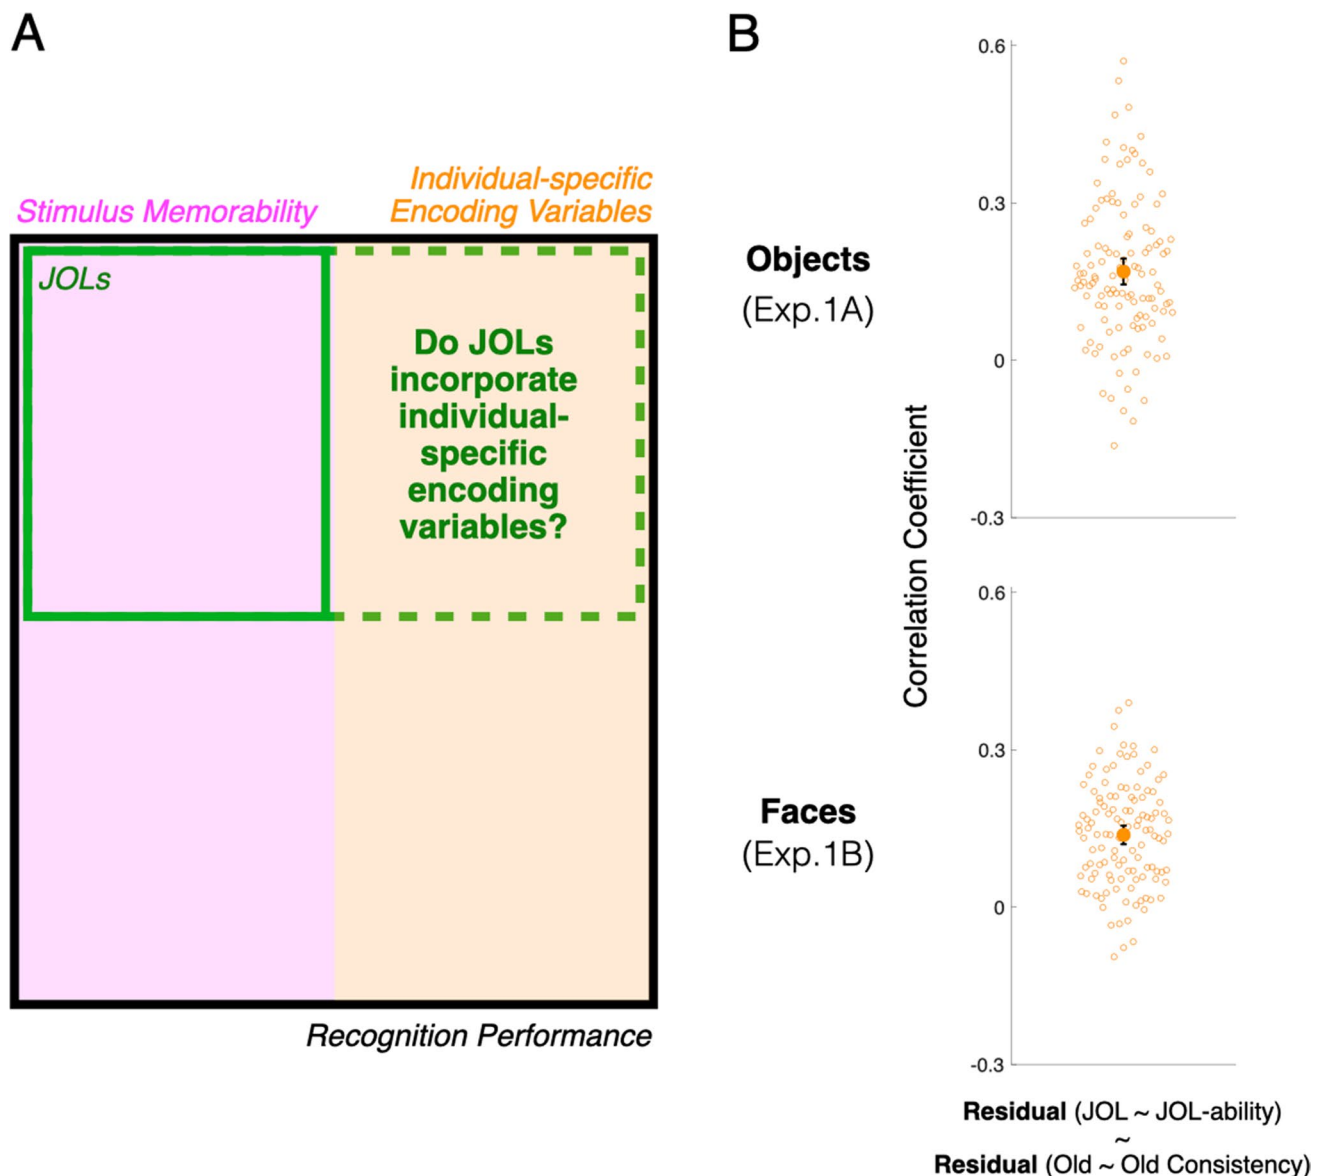 A
Stimulus Memorability
Individual-specific
Encoding Variables
JOLs
Do JOLs
incorporate
individual-
specific
encoding
variables?
Recognition Performance
B
Objects
(Exp.1A)
Faces
(Exp.1B)
Correlation Coefficient
0.6
0.3
0
-0.3
0.6
0.3
0
-0.3
Residual (JOL ~ JOL-ability)
~
Residual (Old ~ Old Consistency)